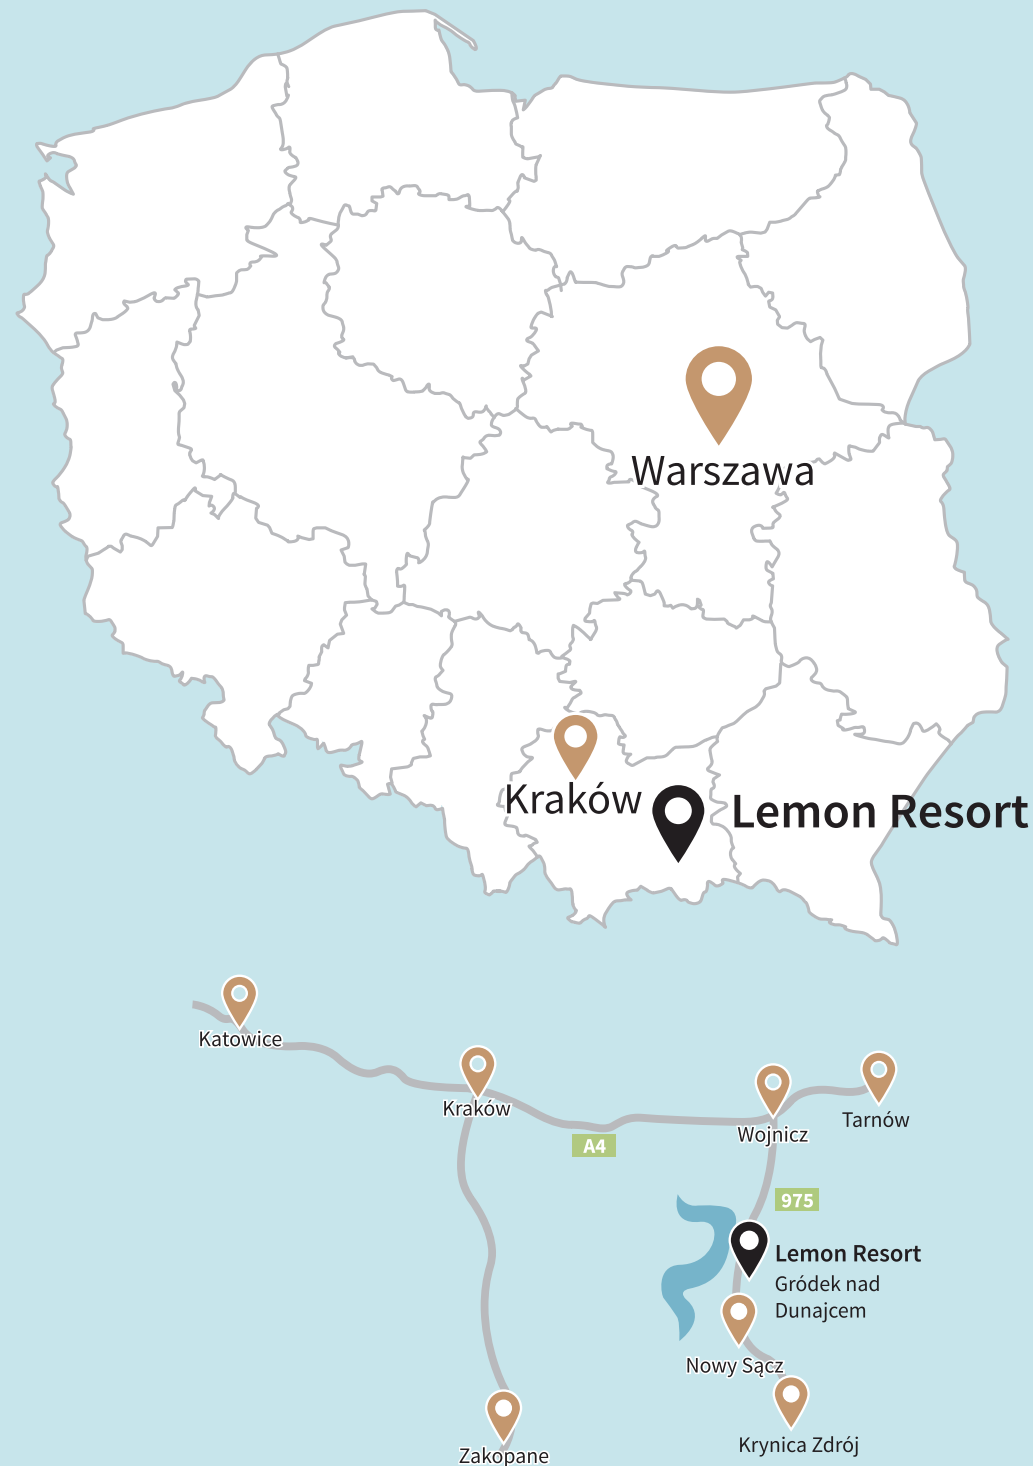 Warszawa
Kraków
Lemon Resort
Katowice
Kraków
Wojnicz
Tarnów
A4
975
Lemon Resort
Gródek nad
Dunajcem
Nowy Sącz
Krynica Zdrój
Zakopane